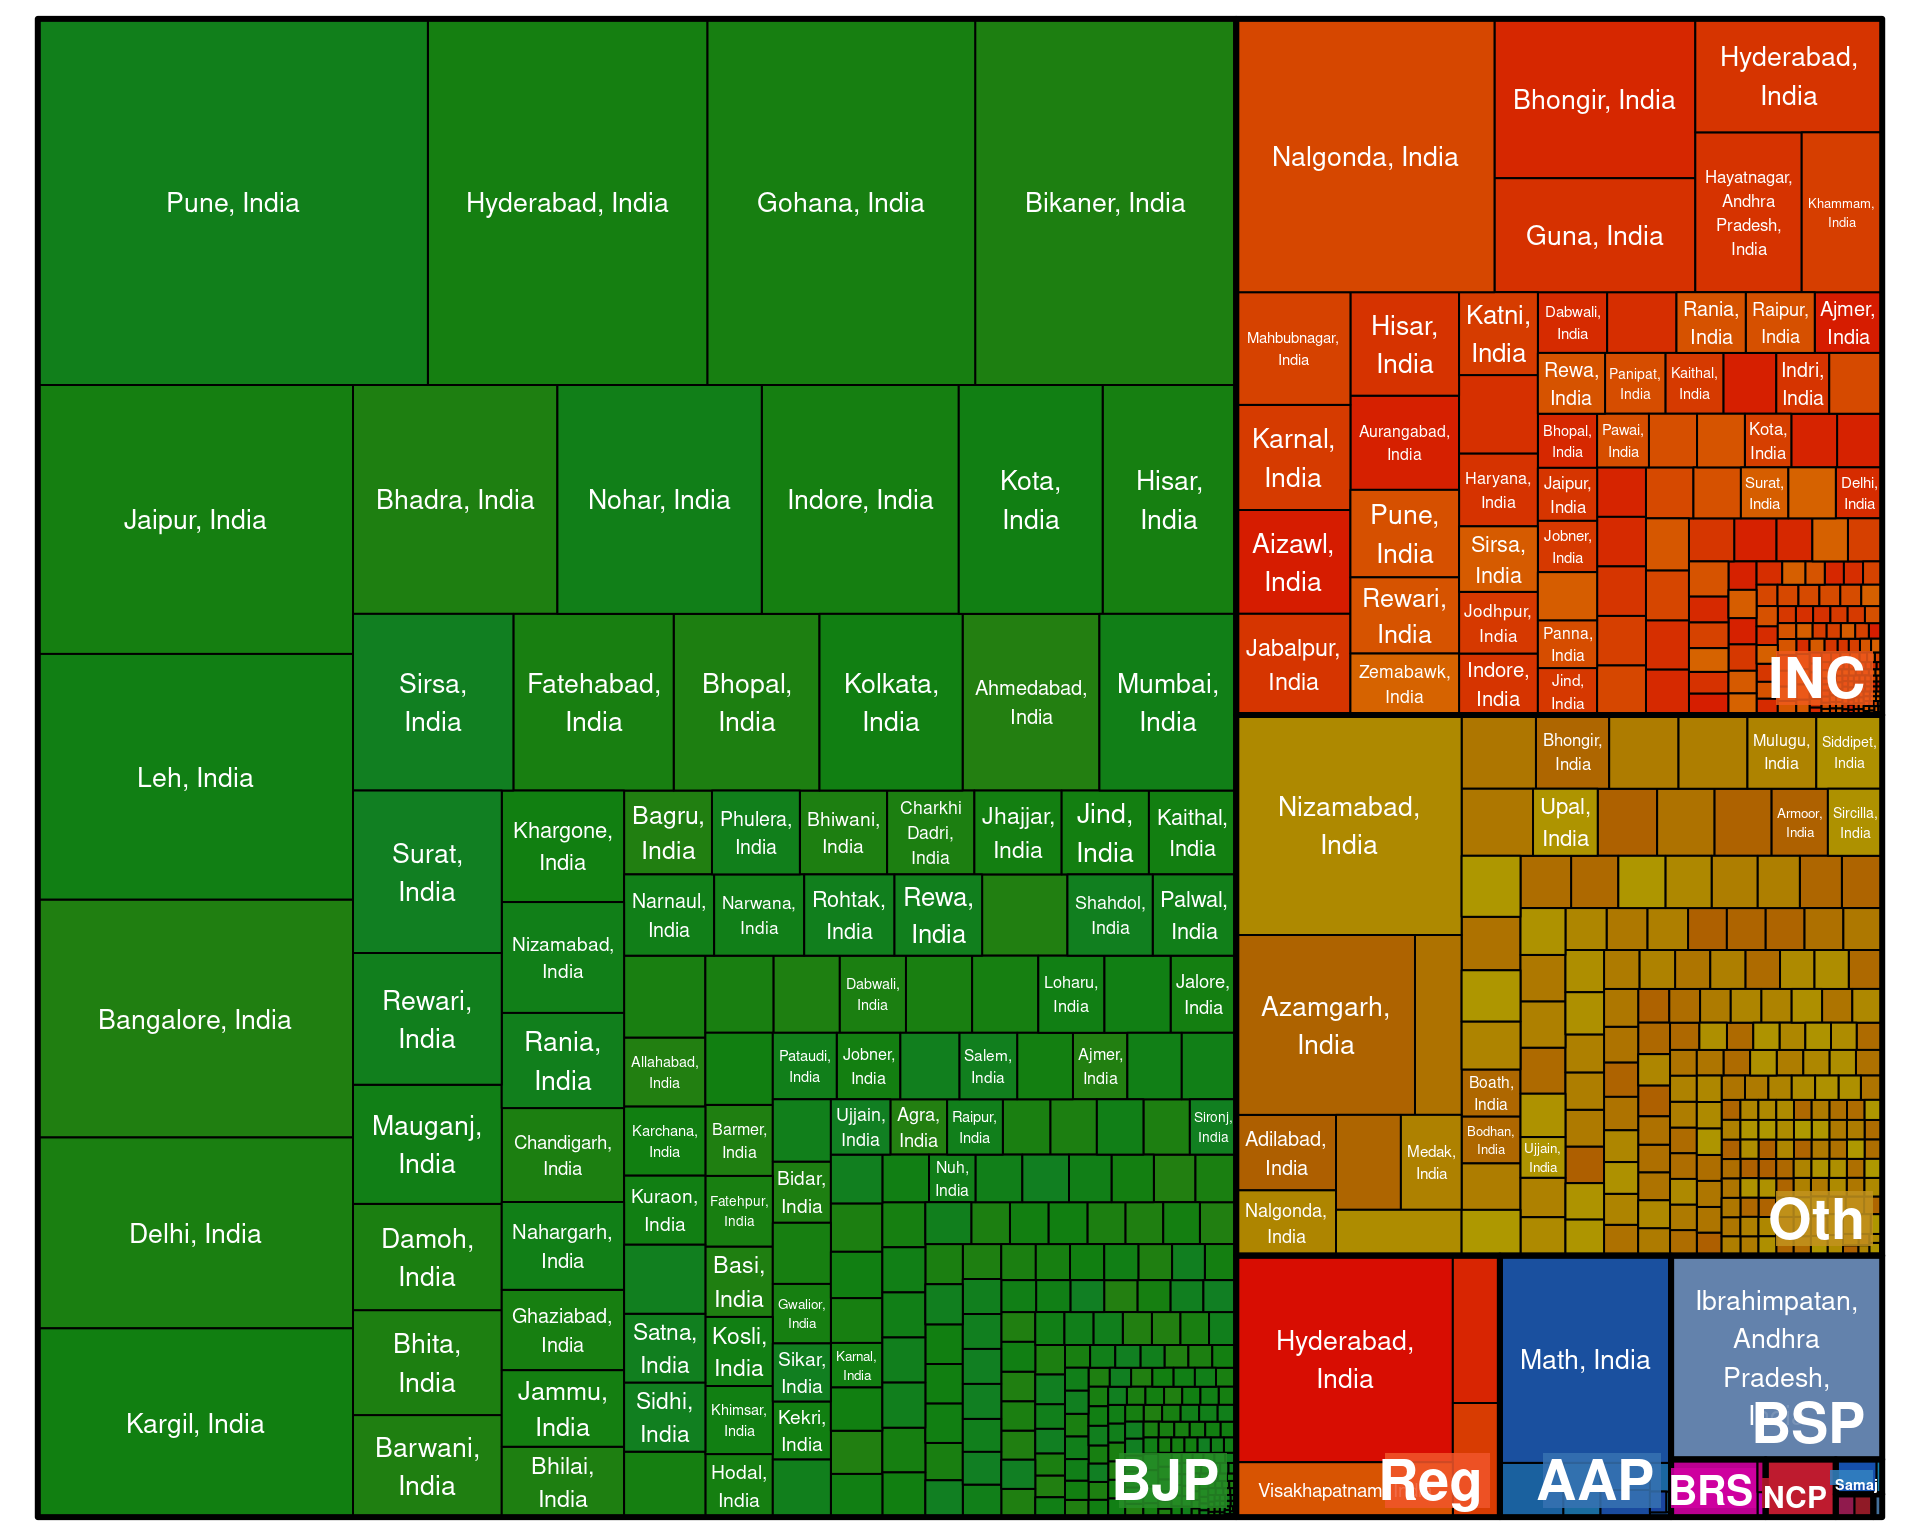 Pune, India
Hyderabad, India
Gohana, India
Bikaner, India
Jaipur, India
Leh, India
Bangalore, India
Delhi, India
Kargil, India
Bhadra, India
Nohar, India
Indore, India
Kota,
India
Hisar,
India
Sirsa,
India
Fatehabad,
India
Bhopal,
India
Kolkata,
India
Ahmedabad,
India
Mumbai,
India
Surat,
India
Rewari,
India
Mauganj,
India
Damoh,
India
Bhita,
India
Barwani,
India
Khargone,
India
Nizamabad,
India
Rania,
India
Chandigarh,
India
Nahargarh,
India
Ghaziabad,
India
Jammu,
India
Bhilai,
India
Bagru,
India
Phulera,
India
Bhiwani,
India
Charkhi
Dadri,
India
Jhajjar,
India
Jind,
India
Kaithal,
India
Narnaul,
India
Narwana,
India
Rohtak,
India
Rewa,
India
Shahdol,
India
Palwal,
India
Dabwali,
India
Loharu,
India
Jalore,
India
Allahabad,
India
Pataudi,
India
Jobner,
India
Salem,
India
Ajmer,
India
Karchana,
India
Barmer,
India
Ujjain,
India
Agra,
India
Raipur,
India
Sironj,
India
Kuraon,
India
Fatehpur,
India
Bidar,
India
Nuh,
India
Basi,
India
Gwalior,
India
Satna,
India
Kosli,
India
Sikar,
India
Karnal,
India
Sidhi,
India
Khimsar,
India
Kekri,
India
Hodal,
India
BJP
Nalgonda, India
Bhongir, India
Guna, India
Hyderabad,
India
Hayatnagar,
Andhra
Pradesh,
India
Khammam,
India
Mahbubnagar,
India
Karnal,
India
Aizawl,
India
Jabalpur,
India
Hisar,
India
Aurangabad,
India
Pune,
India
Rewari,
India
Zemabawk,
India
Katni,
India
Haryana,
India
Sirsa,
India
Jodhpur,
India
Indore,
India
Dabwali,
India
Rania,
India
Raipur,
India
Ajmer,
India
Rewa,
India
Panipat,
India
Kaithal,
India
Indri,
India
Bhopal,
India
Pawai,
India
Kota,
India
Jaipur,
India
Surat,
India
Delhi,
India
Jobner,
India
Panna,
India
Jind,
India
INC
Nizamabad,
India
Azamgarh,
India
Adilabad,
India
Nalgonda,
India
Medak,
India
Bhongir,
India
Mulugu,
India
Siddipet,
India
Upal,
India
Armoor,
India
Sircilla,
India
Boath,
India
Bodhan,
India
Ujjain,
India
Oth
Hyderabad,
India
Visakhapatnam,
Reg
Math, India
AAP
Ibrahimpatan,
Andhra
Pradesh,
BSP
BRS
NCP
Samaj